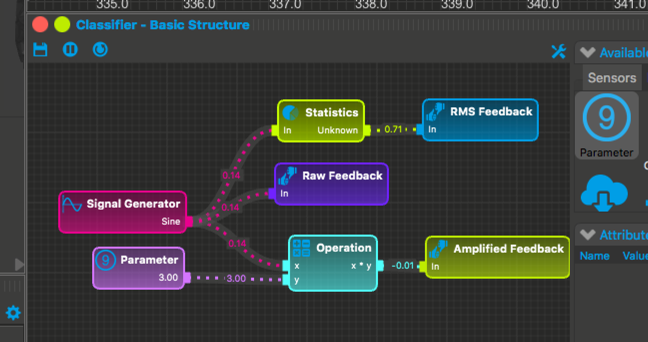 335.0 336.0 337.0 338.0 339.0 340.0 341.0
Classifier - Basic Structure
Available
Sensors
9
Parameter
Statistics
In Unknown
0.71
RMS Feedback
In
0.14
Raw Feedback
In
0.14
Signal Generator
Sine
0.14
Operation
x x * y
y
-0.01
Amplified Feedback
In
9 Parameter
3.00
3.00
Attribute
Name Value